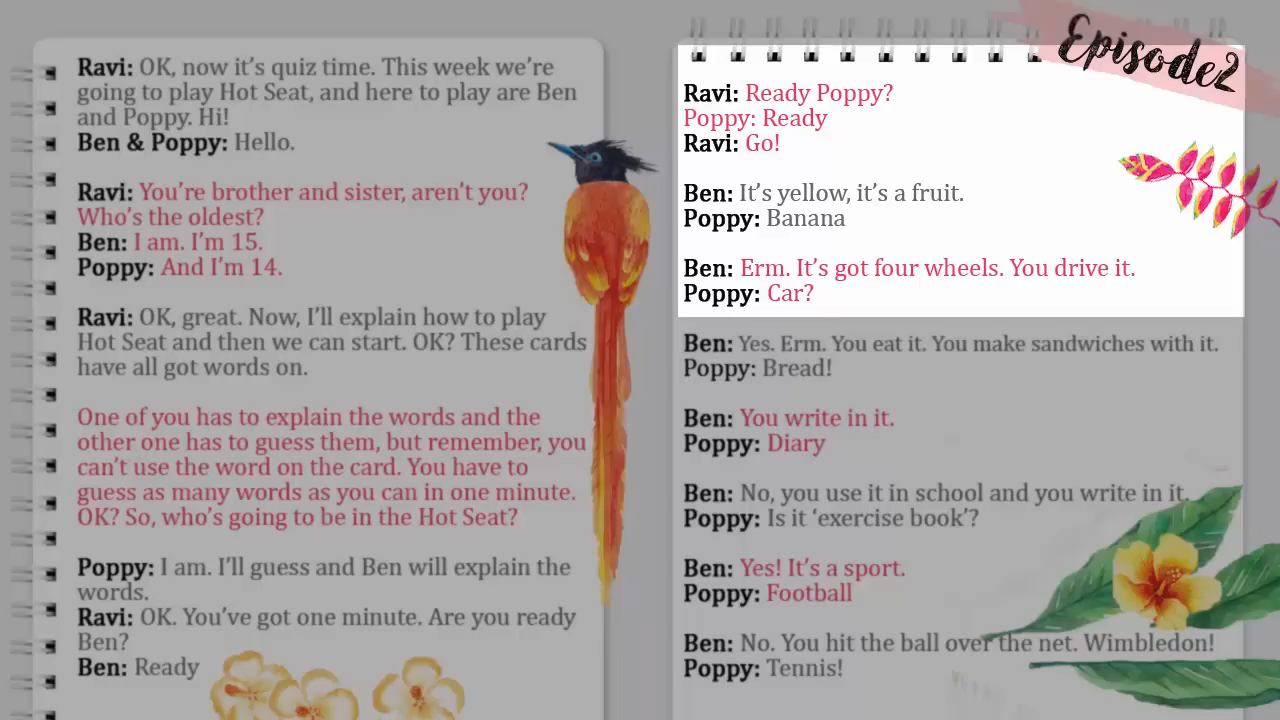 Ravi: OK, now it's quiz time. This week we're
going to play Hot Seat, and here to play are Ben
and Poppy. Hi!
Ben & Poppy: Hello.
Ravi: You're brother and sister, aren't you?
Who's the oldest?
Ben: I am. I'm 15.
Poppy: And I'm 14.
Ravi: OK, great. Now, I'll explain how to play
Hot Seat and then we can start. OK? These cards
have all got words on.
One of you has to explain the words and the
other one has to guess them, but remember, you
can't use the word on the card. You have to
guess as many words as you can in one minute.
OK? So, who's going to be in the Hot Seat?
Poppy: I am. I'll guess and Ben will explain the
words.
Ravi: OK. You've got one minute. Are you ready
Ben?
Ben: Ready
Episode2
Ravi: Ready Poppy?
Poppy: Ready
Ravi: Go!
Ben: It's yellow, it's a fruit.
Poppy: Banana
Ben: Erm. It's got four wheels. You drive it.
Poppy: Car?
Ben: Yes. Erm. You eat it. You make sandwiches with it.
Poppy: Bread!
Ben: You write in it.
Poppy: Diary
Ben: No, you use it in school and you write in it.
Poppy: Is it ‘exercise book’?
Ben: Yes! It's a sport.
Poppy: Football
Ben: No. You hit the ball over the net. Wimbledon!
Poppy: Tennis!